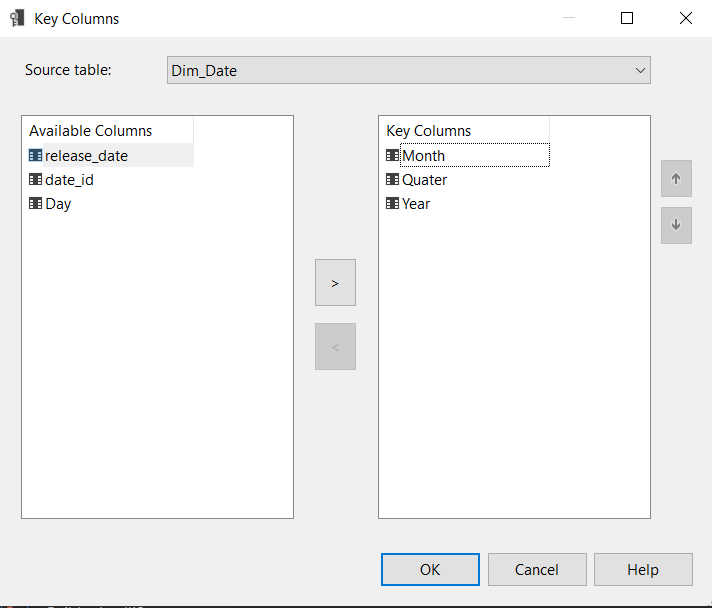 Key Columns
Source table: Dim_Date
Available Columns
release_date
date_id
Day
>
<
Key Columns
Month
Quater
Year
OK Cancel Help